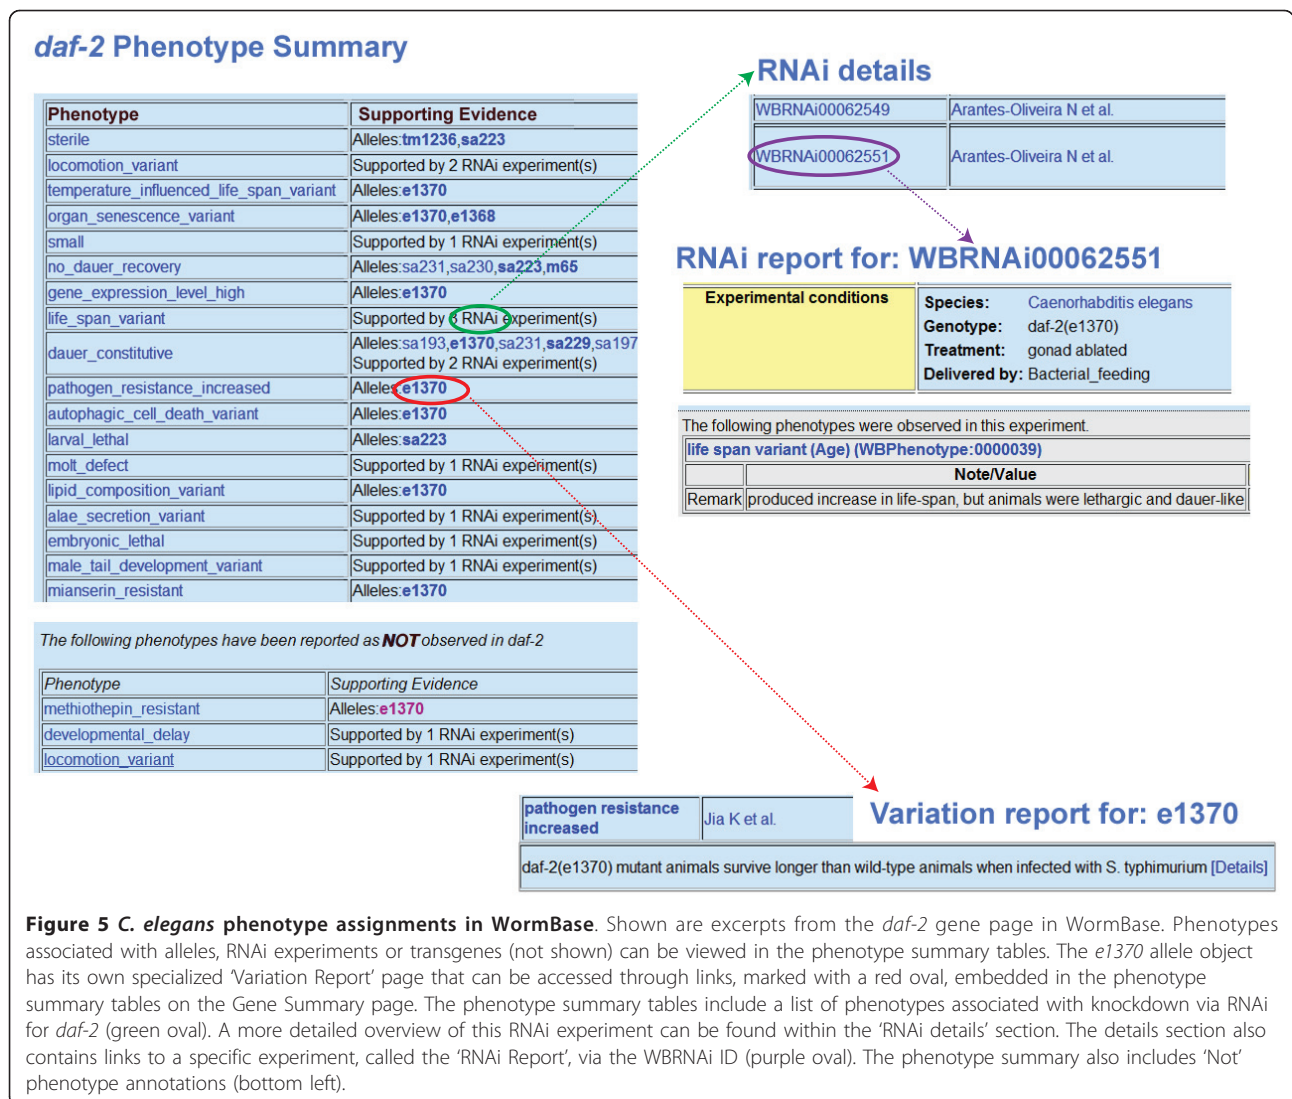 daf-2 Phenotype Summary
Phenotype Supporting Evidence
sterile Alleles:tm1236,sa223
locomotion_variant Supported by 2 RNAi experiment(s)
temperature_influenced_life_span_variant Alleles:e1370
organ_senescence_variant Alleles:e1370,e1368
small Supported by 1 RNAi experiment(s)
no_dauer_recovery Alleles:sa231,sa230,sa223,m65
gene_expression_level_high Alleles:e1370
life_span_variant Supported by 3 RNAi experiment(s)
dauer_constitutive Alleles:sa193,e1370,sa231,sa229,sa197
Supported by 2 RNAi experiment(s)
pathogen_resistance_increased Alleles:e1370
autophagic_cell_death_variant Alleles:e1370
larval_lethal Alleles:sa223
molt_defect Supported by 1 RNAi experiment(s)
lipid_composition_variant Alleles:e1370
alae_secretion_variant Supported by 1 RNAi experiment(s)
embryonic_lethal Supported by 1 RNAi experiment(s)
male_tail_development_variant Supported by 1 RNAi experiment(s)
mianserin_resistant Alleles:e1370
The following phenotypes have been reported as NOT observed in daf-2
Phenotype Supporting Evidence
methiothepin_resistant Alleles:e1370
developmental_delay Supported by 1 RNAi experiment(s)
locomotion_variant Supported by 1 RNAi experiment(s)
RNAi details
WBRNAi00062549 Arantes-Oliveira N et al.
WBRNAi00062551 Arantes-Oliveira N et al.
RNAi report for: WBRNAi00062551
Experimental conditions Species: Caenorhabditis elegans
Genotype: daf-2(e1370)
Treatment: gonad ablated
Delivered by: Bacterial_feeding
The following phenotypes were observed in this experiment.
life span variant (Age) (WBPhenotype:0000039)
Note/Value
Remark produced increase in life-span, but animals were lethargic and dauer-like
pathogen resistance
increased
Jia K et al.
Variation report for: e1370
daf-2(e1370) mutant animals survive longer than wild-type animals when infected with S. typhimurium [Details]
Figure 5 C. elegans phenotype assignments in WormBase. Shown are excerpts from the daf-2 gene page in WormBase. Phenotypes
associated with alleles, RNAi experiments or transgenes (not shown) can be viewed in the phenotype summary tables. The e1370 allele object
has its own specialized ‘Variation Report’ page that can be accessed through links, marked with a red oval, embedded in the phenotype
summary tables on the Gene Summary page. The phenotype summary tables include a list of phenotypes associated with knockdown via RNAi
for daf-2 (green oval). A more detailed overview of this RNAi experiment can be found within the ‘RNAi details’ section. The details section also
contains links to a specific experiment, called the ‘RNAi Report’, via the WBRNAi ID (purple oval). The phenotype summary also includes ‘Not’
phenotype annotations (bottom left).